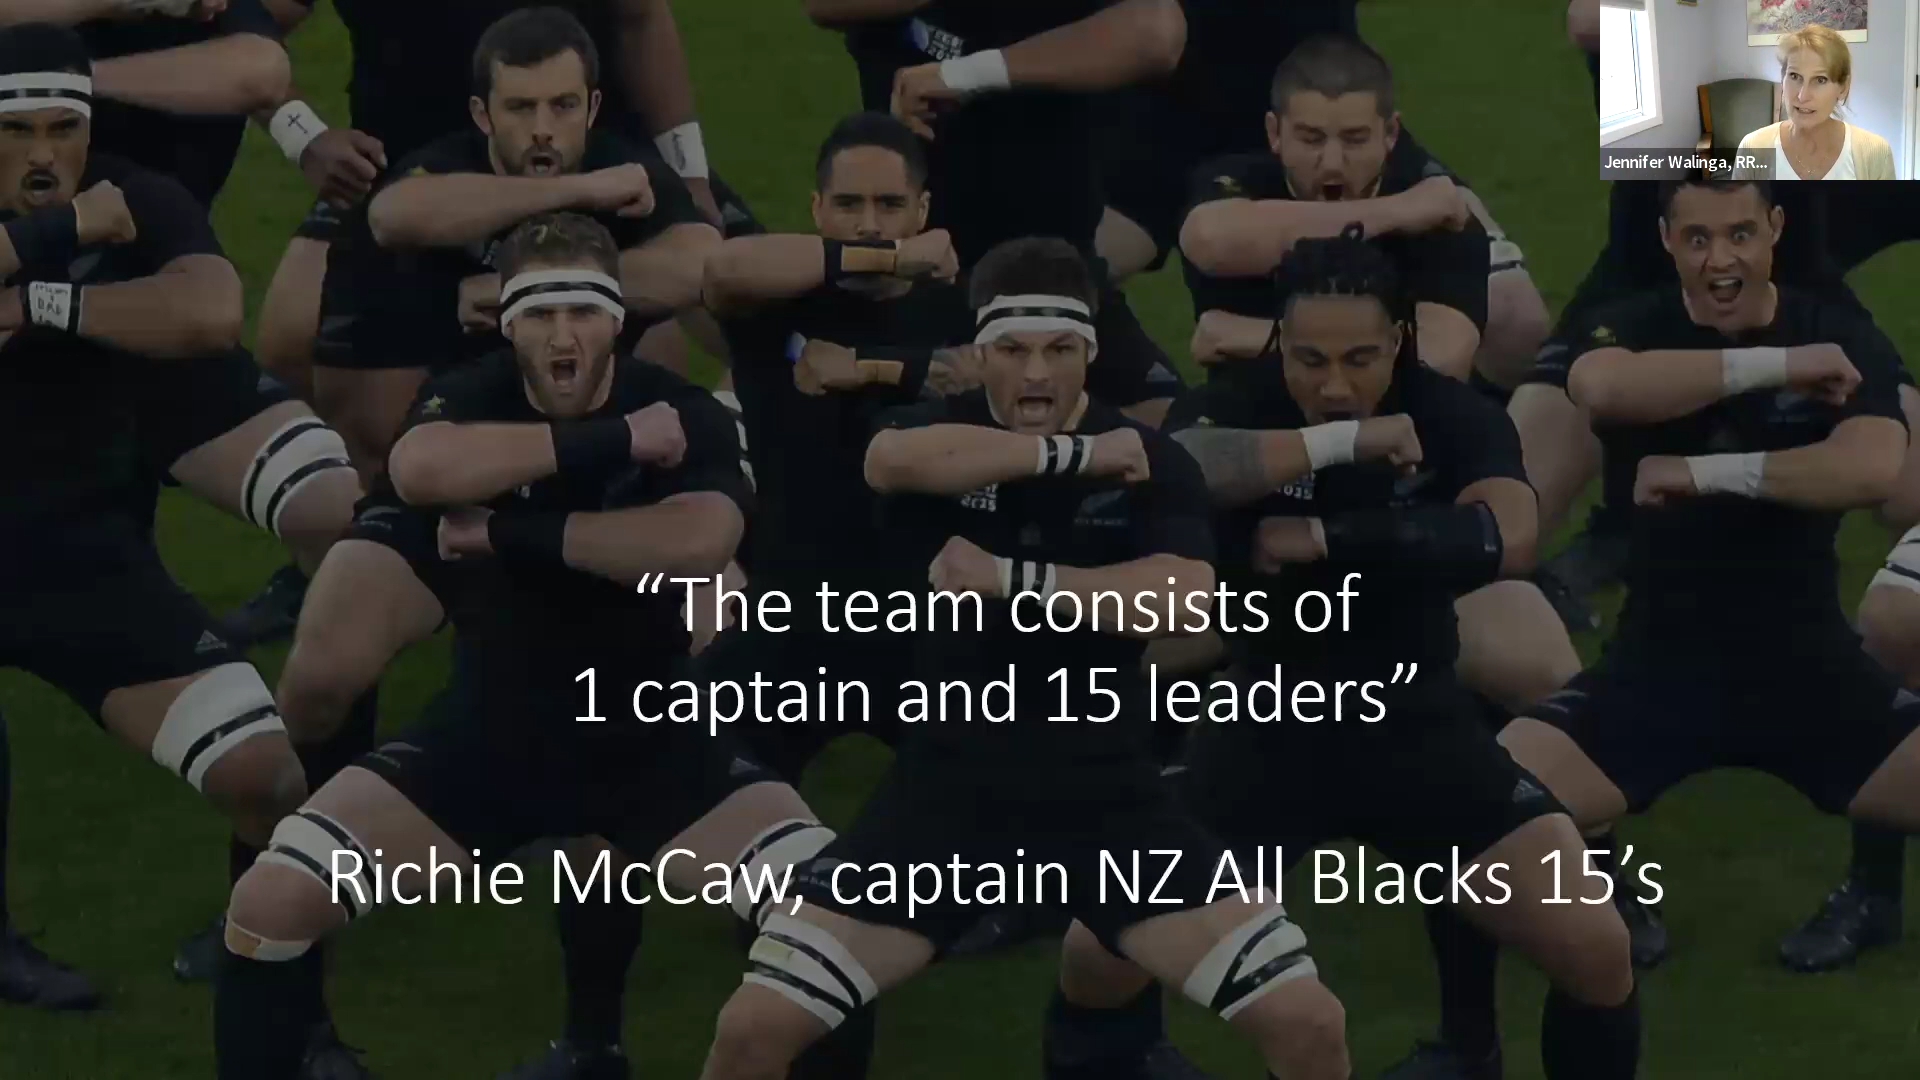 Jennifer Walinga, RR...
2015
“The team consists of
1 captain and 15 leaders”
Richie McCaw, captain NZ All Blacks 15’s